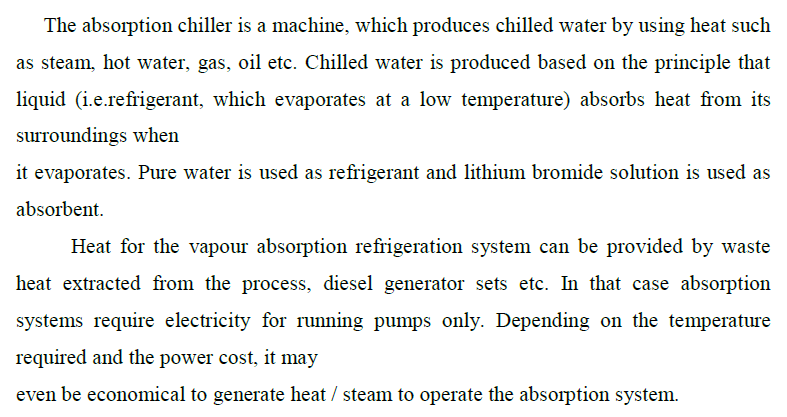 The absorption chiller is a machine, which produces chilled water by using heat such
as steam, hot water, gas, oil etc. Chilled water is produced based on the principle that
liquid (i.e.refrigerant, which evaporates at a low temperature) absorbs heat from its
surroundings when
it evaporates. Pure water is used as refrigerant and lithium bromide solution is used as
absorbent.
Heat for the vapour absorption refrigeration system can be provided by waste
heat extracted from the process, diesel generator sets etc. In that case absorption
systems require electricity for running pumps only. Depending on the temperature
required and the power cost, it may
even be economical to generate heat / steam to operate the absorption system.